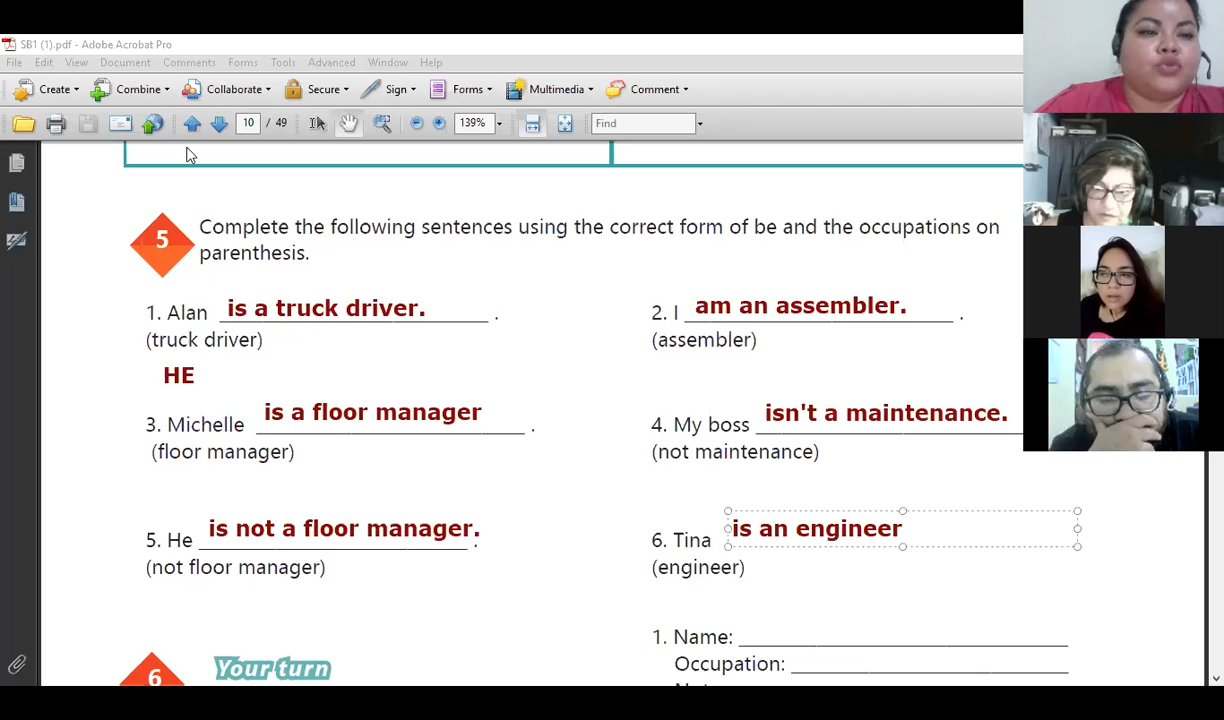 SB1 (1).pdf - Adobe Acrobat Pro
File Edit View Document Comments Forms Tools Advanced Window Help
Create Combine Collaborate Secure Sign Forms Multimedia Comment
10 / 49 139% Find
5 Complete the following sentences using the correct form of be and the occupations on
parenthesis.
1. Alan is a truck driver. .
(truck driver)
HE
2. I am an assembler. .
(assembler)
3. Michelle is a floor manager .
(floor manager)
4. My boss isn't a maintenance.
(not maintenance)
5. He is not a floor manager. .
(not floor manager)
6. Tina is an engineer
(engineer)
6 Your turn
1. Name:
Occupation: